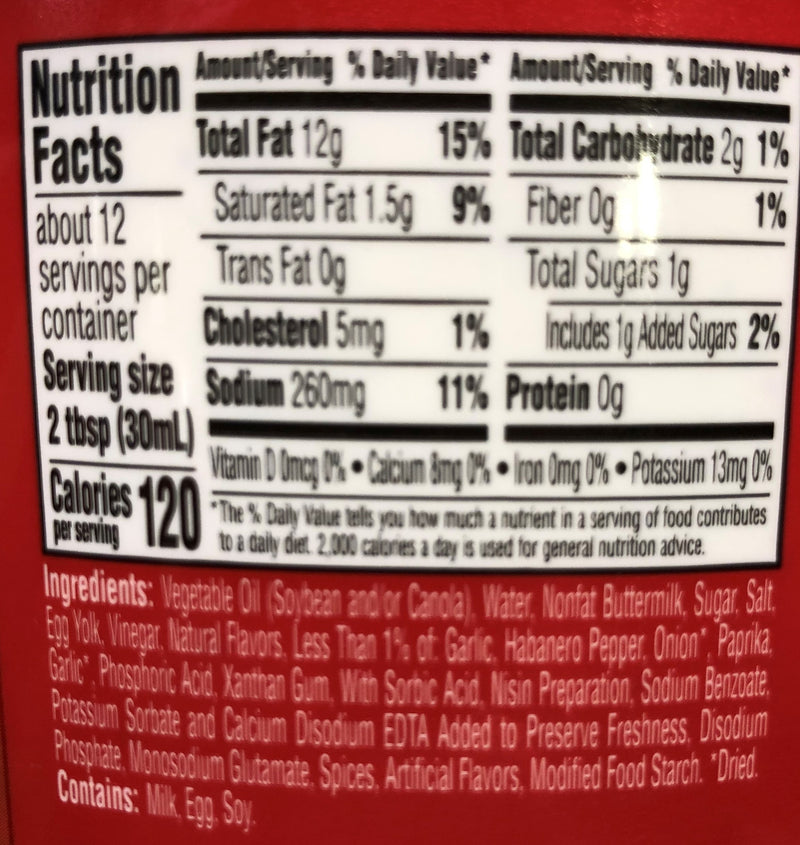 Nutrition
Facts
about 12
servings per
container
Serving size
2 tbsp (30mL)
Calories 120
per serving
Amount/Serving % Daily Value*
Total Fat 12g 15%
Saturated Fat 1.5g 9%
Trans Fat 0g
Cholesterol 5mg 1%
Sodium 260mg 11%
Amount/Serving % Daily Value*
Total Carbohydrate 2g 1%
Fiber 0g 1%
Total Sugars 1g
Includes 1g Added Sugars 2%
Protein 0g
Vitamin D 0mcg 0% • Calcium 8mg 0% • Iron 0mg 0% • Potassium 13mg 0%
*The % Daily Value tells you how much a nutrient in a serving of food contributes
to a daily diet. 2,000 calories a day is used for general nutrition advice.
Ingredients: Vegetable Oil (Soybean and/or Canola), Water, Nonfat Buttermilk, Sugar, Salt,
Egg Yolk, Vinegar, Natural Flavors, Less Than 1% of: Garlic, Habanero Pepper, Onion*, Paprika,
Garlic*, Phosphoric Acid, Xanthan Gum, With Sorbic Acid, Nisin Preparation, Sodium Benzoate,
Potassium Sorbate and Calcium Disodium EDTA Added to Preserve Freshness, Disodium
Phosphate, Monosodium Glutamate, Spices, Artificial Flavors, Modified Food Starch. *Dried.
Contains: Milk, Egg, Soy.